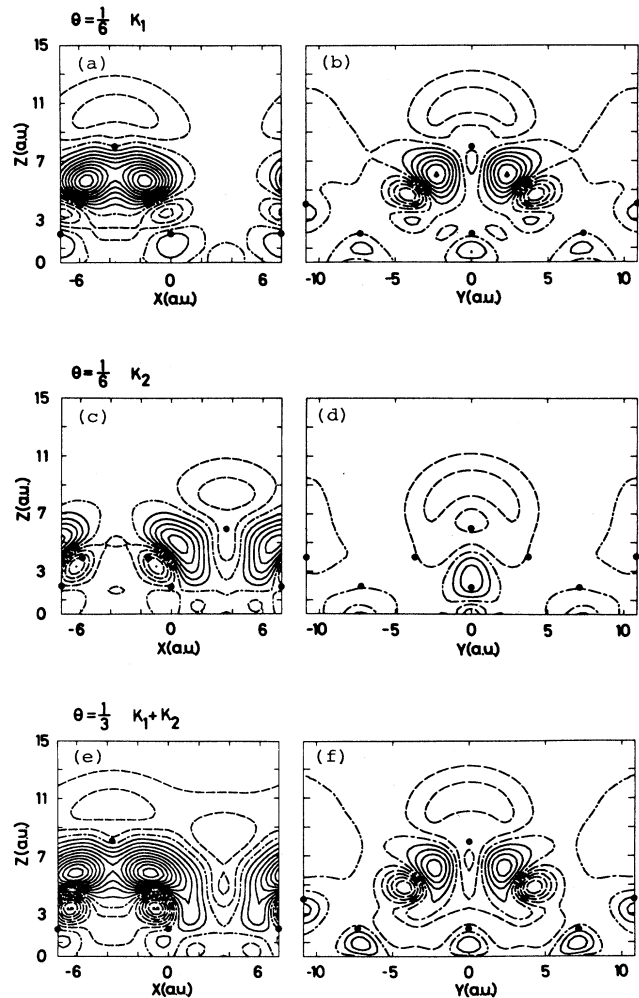 θ=1/6 K₁
(a)
(b)
15
11
7
3
0
Z(a.u.)
-6 0 6
X(a.u.)
-10 -5 0 5 10
Y(a.u.)
θ=1/6 K₂
(c)
(d)
15
11
7
3
0
Z(a.u.)
-6 0 6
X(a.u.)
-10 -5 0 5 10
Y(a.u.)
θ=1/3 K₁+K₂
(e)
(f)
15
11
7
3
0
Z(a.u.)
-6 0 6
X(a.u.)
-10 -5 0 5 10
Y(a.u.)